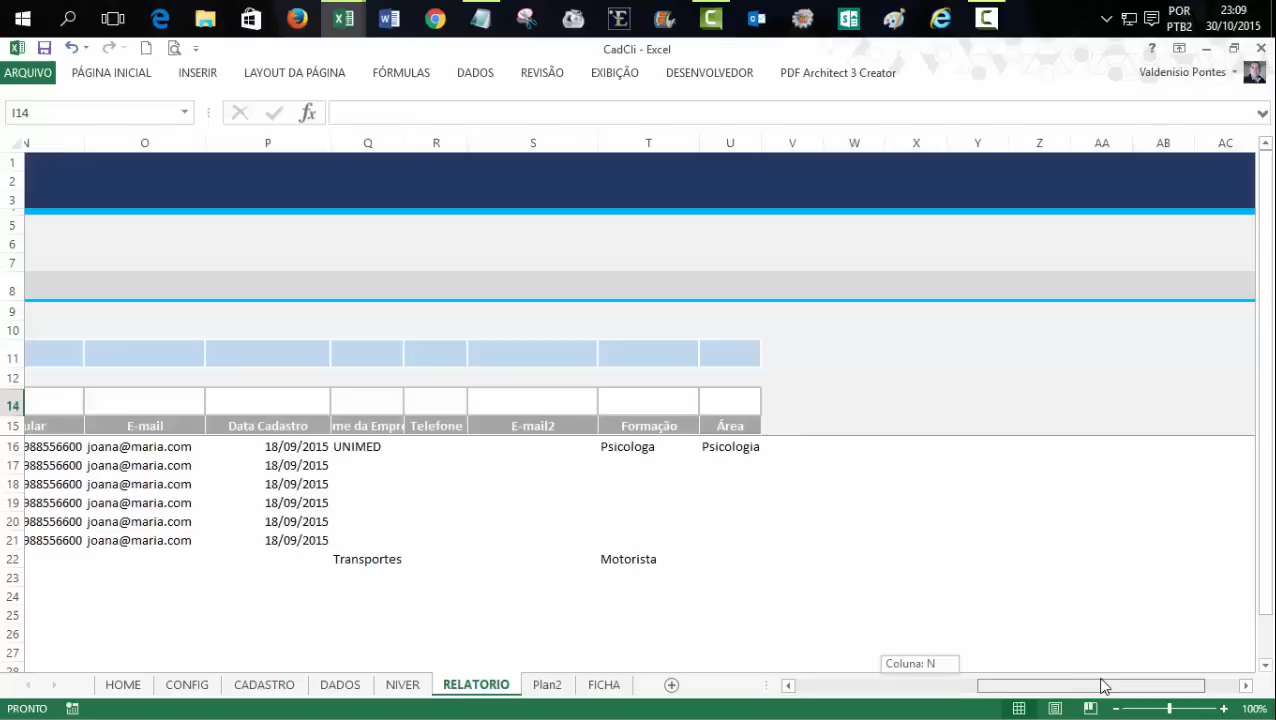 POR 23:09
PTB2 30/10/2015
CadCli - Excel
ARQUIVO PÁGINA INICIAL INSERIR LAYOUT DA PÁGINA FÓRMULAS DADOS REVISÃO EXIBIÇÃO DESENVOLVEDOR PDF Architect 3 Creator Valdenisio Pontes
I14 fx
N O P Q R S T U V W X Y Z AA AB AC
1
2
3
5
6
7
8
9
10
11
12
14
15 ular E-mail Data Cadastro me da Empre Telefone E-mail2 Formação Área
16 988556600 joana@maria.com 18/09/2015 UNIMED Psicologa Psicologia
17 988556600 joana@maria.com 18/09/2015
18 988556600 joana@maria.com 18/09/2015
19 988556600 joana@maria.com 18/09/2015
20 988556600 joana@maria.com 18/09/2015
21 988556600 joana@maria.com 18/09/2015
22 Transportes Motorista
23
24
25
26
27
28
Coluna: N
HOME CONFIG CADASTRO DADOS NIVER RELATORIO Plan2 FICHA
PRONTO 100%